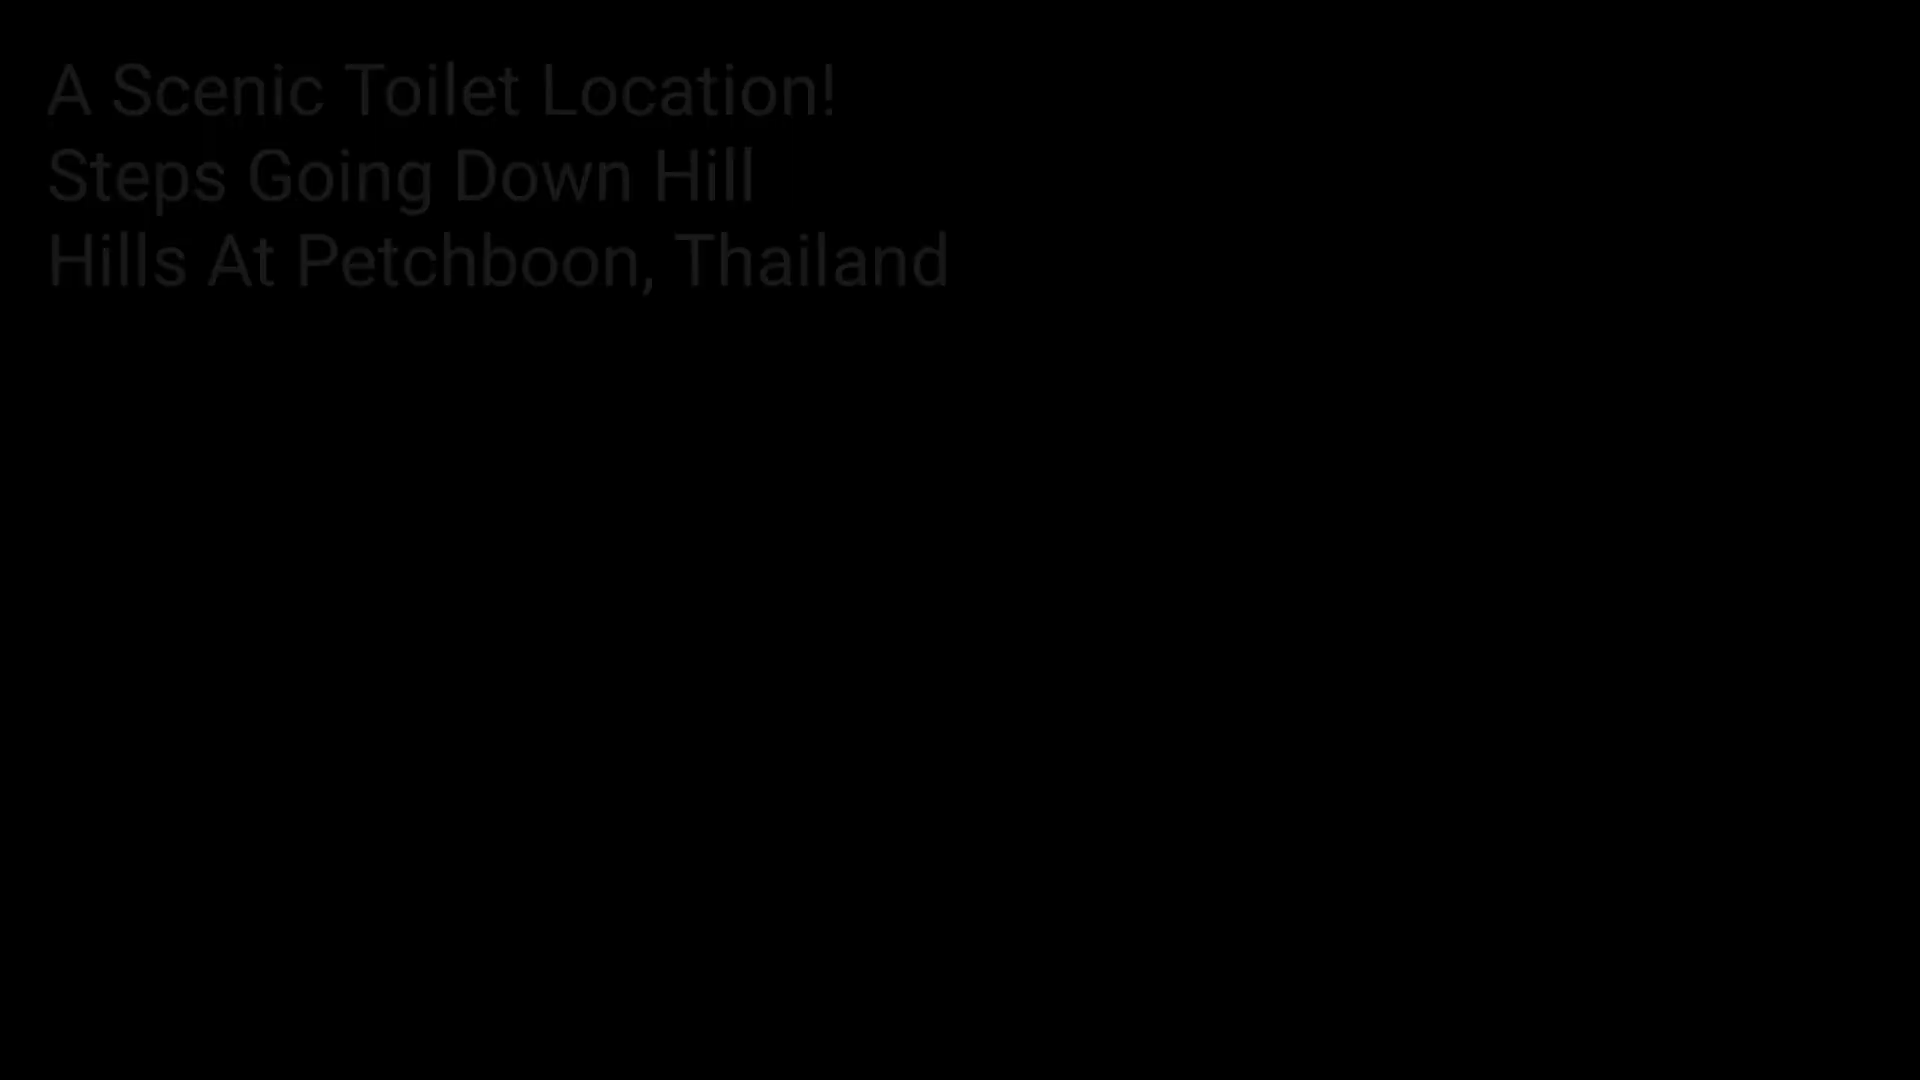 A Scenic Toilet Location!
Steps Going Down Hill
Hills At Petchboon, Thailand